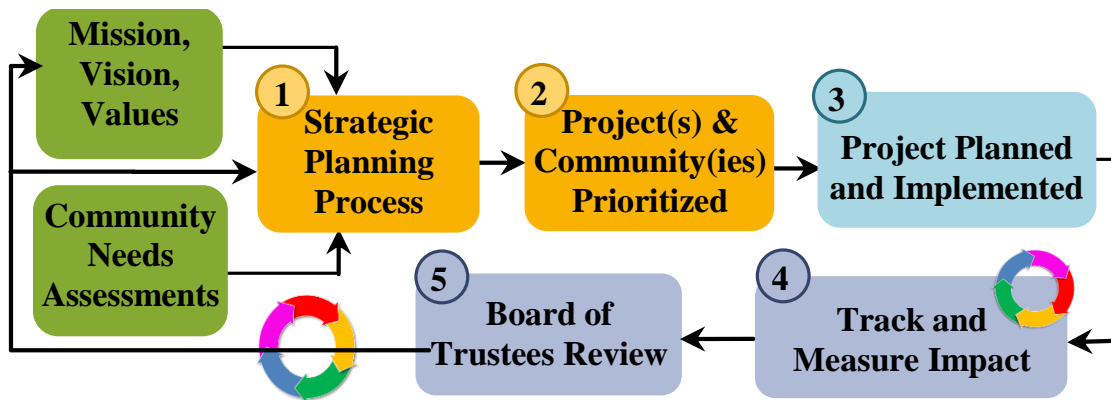 Mission,
Vision,
Values
Community
Needs
Assessments
1
Strategic
Planning
Process
2
Project(s) &
Community(ies)
Prioritized
3
Project Planned
and Implemented
4
Track and
Measure Impact
5
Board of
Trustees Review